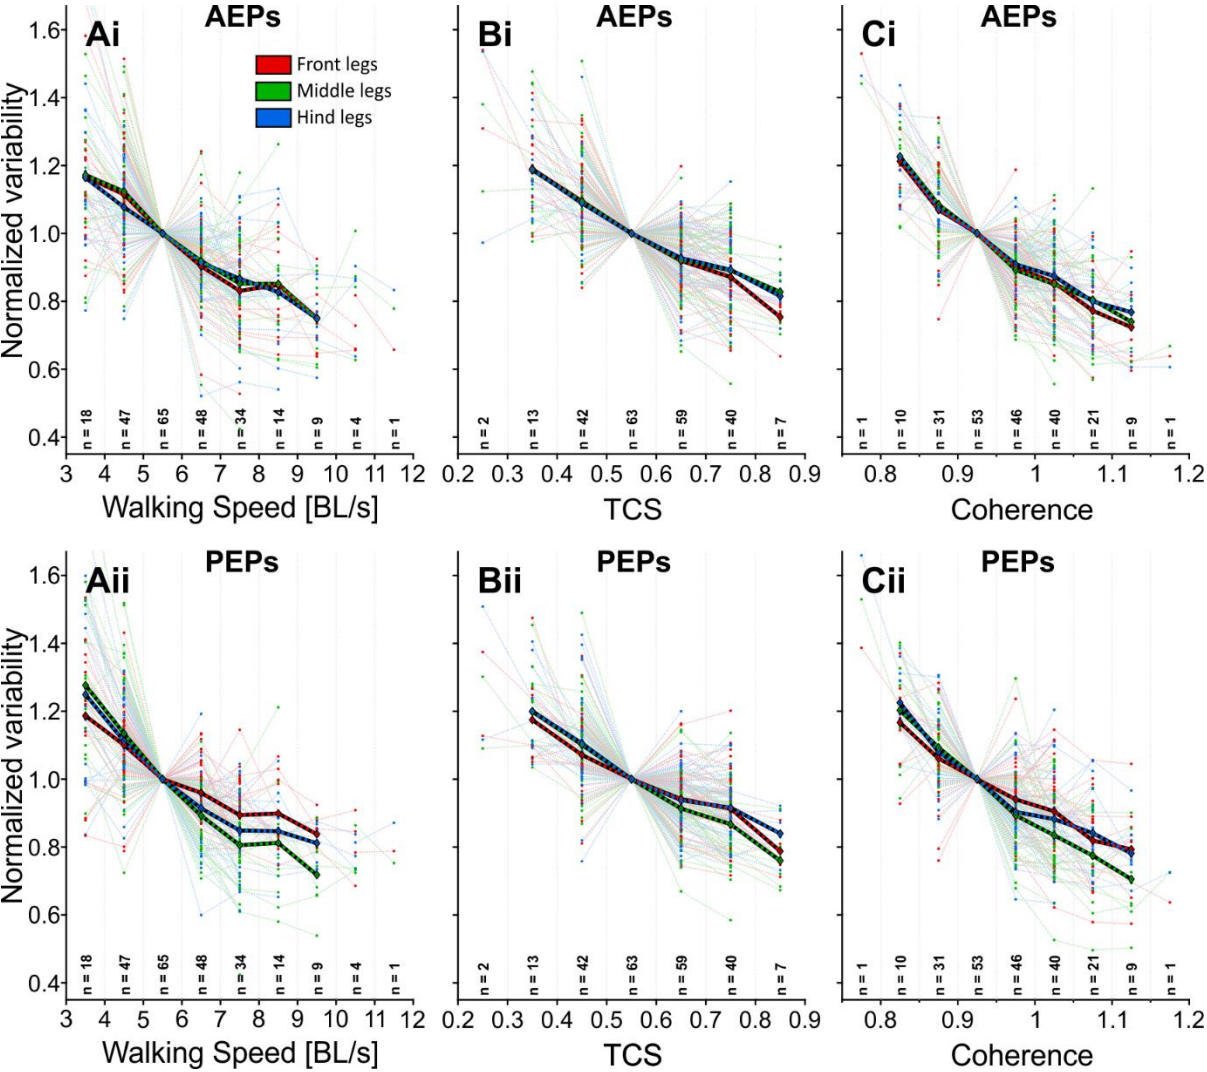 AEPs
AEPs
AEPs
Ai
Bi
Ci
Front legs
Middle legs
Hind legs
Normalized variability
1.6
1.4
1.2
1.0
0.8
0.6
0.4
n = 18
n = 47
n = 65
n = 48
n = 34
n = 14
n = 9
n = 4
n = 1
n = 2
n = 13
n = 42
n = 63
n = 59
n = 40
n = 7
n = 1
n = 10
n = 31
n = 53
n = 46
n = 40
n = 21
n = 9
n = 1
3 4 5 6 7 8 9 10 11 12
0.2 0.3 0.4 0.5 0.6 0.7 0.8 0.9
0.8 0.9 1 1.1 1.2
Walking Speed [BL/s]
TCS
Coherence
PEPs
PEPs
PEPs
Aii
Bii
Cii
Normalized variability
1.6
1.4
1.2
1.0
0.8
0.6
0.4
n = 18
n = 47
n = 65
n = 48
n = 34
n = 14
n = 9
n = 4
n = 1
n = 2
n = 13
n = 42
n = 63
n = 59
n = 40
n = 7
n = 1
n = 10
n = 31
n = 53
n = 46
n = 40
n = 21
n = 9
n = 1
3 4 5 6 7 8 9 10 11 12
0.2 0.3 0.4 0.5 0.6 0.7 0.8 0.9
0.8 0.9 1 1.1 1.2
Walking Speed [BL/s]
TCS
Coherence